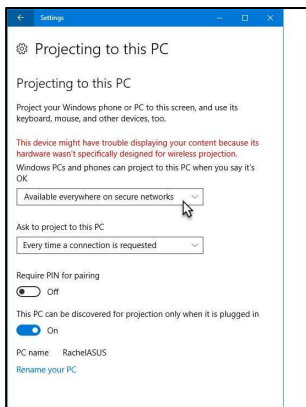 Settings
Projecting to this PC
Projecting to this PC
Project your Windows phone or PC to this screen, and use its
keyboard, mouse, and other devices, too.
This device might have trouble displaying your content because its
hardware wasn't specifically designed for wireless projection.
Windows PCs and phones can project to this PC when you say it's
OK
Available everywhere on secure networks
Ask to project to this PC
Every time a connection is requested
Require PIN for pairing
Off
This PC can be discovered for projection only when it is plugged in
On
PC name RachelASUS
Rename your PC